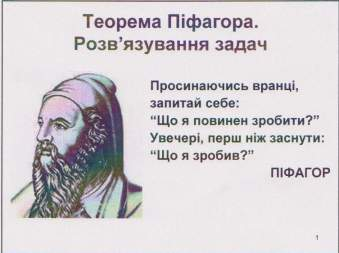 Теорема Піфагора.
Розв’язування задач
Просинаючись вранці,
запитай себе:
“Що я повинен зробити?”
Увечері, перш ніж заснути:
“Що я зробив?”
ПІФАГОР
1